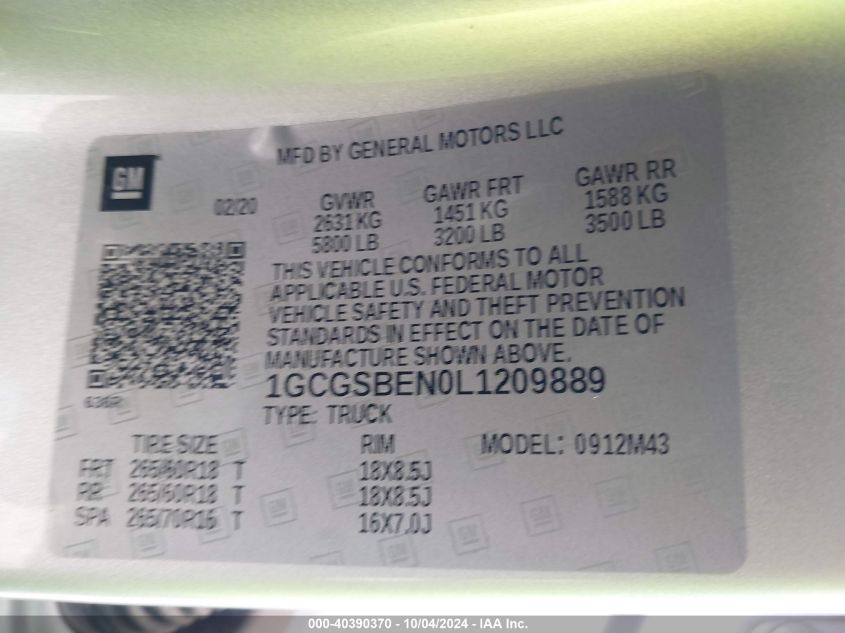 MFD BY GENERAL MOTORS LLC
GM
02/20
GVWR GAWR FRT GAWR RR
2631 KG 1451 KG 1588 KG
5800 LB 3200 LB 3500 LB
THIS VEHICLE CONFORMS TO ALL
APPLICABLE U.S. FEDERAL MOTOR
VEHICLE SAFETY AND THEFT PREVENTION
STANDARDS IN EFFECT ON THE DATE OF
MANUFACTURE SHOWN ABOVE.
1GCGSBEN0L1209889
TYPE: TRUCK
TIRE SIZE RIM MODEL: 0912M43
FRT 265/60R18 T 18X8.5J
RR 265/60R18 T 18X8.5J
SPA 265/70R16 T 16X7.0J
000-40390370 - 10/04/2024 - IAA Inc.